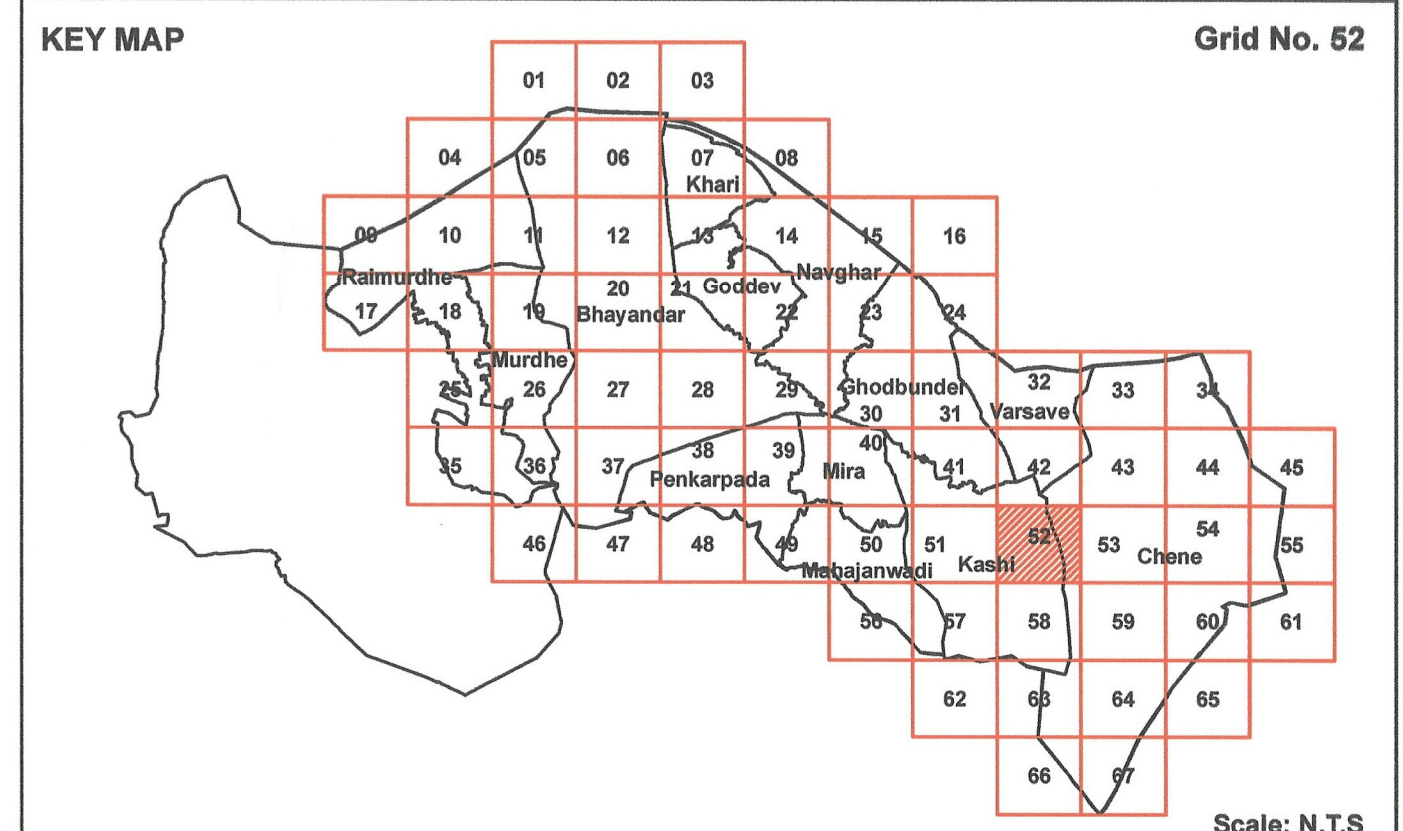 KEY MAP Grid No. 52
01 02 03
04 05 06 07 08
Khari
09 10 11 12 13 14 15 16
Raimurdhe Navghar
Goddev
17 18 19 20 21 22 23 24
Bhayandar
Murdhe
25 26 27 28 29 30 31 32 33 34
Ghodbunder
Varsave
35 36 37 38 39 40 41 42 43 44 45
Penkarpada Mira
46 47 48 49 50 51 52 53 54 55
Mahajanwadi Kashi Chene
56 57 58 59 60 61
62 63 64 65
66 67
Scale: N.T.S